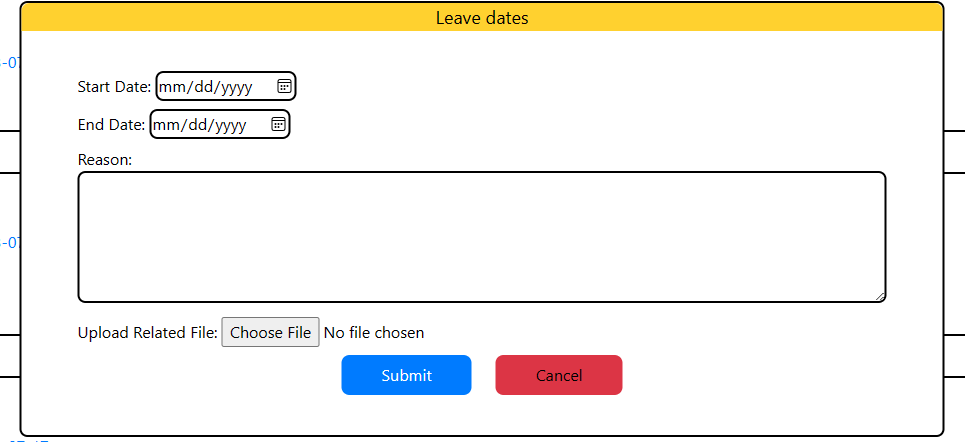 Leave dates
Start Date: mm/dd/yyyy
End Date: mm/dd/yyyy
Reason:
Upload Related File: Choose File No file chosen
Submit Cancel